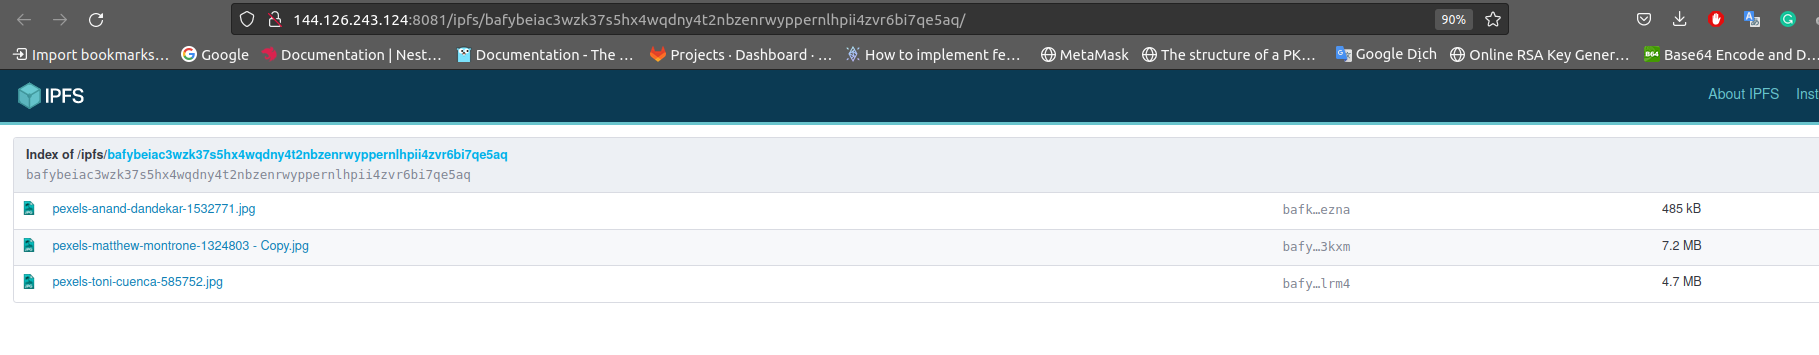 144.126.243.124:8081/ipfs/bafybeiac3wzk37s5hx4wqdny4t2nbzenrwyppernlhpii4zvr6bi7qe5aq/ 90%
Import bookmarks... Google Documentation | Nest... Documentation - The ... Projects · Dashboard · ... How to implement fe... MetaMask The structure of a PK... Google Dịch Online RSA Key Gener... B64 Base64 Encode and D...
IPFS About IPFS Inst
Index of /ipfs/bafybeiac3wzk37s5hx4wqdny4t2nbzenrwyppernlhpii4zvr6bi7qe5aq
bafybeiac3wzk37s5hx4wqdny4t2nbzenrwyppernlhpii4zvr6bi7qe5aq
pexels-anand-dandekar-1532771.jpg bafk…ezna 485 kB
pexels-matthew-montrone-1324803 - Copy.jpg bafy…3kxm 7.2 MB
pexels-toni-cuenca-585752.jpg bafy…lrm4 4.7 MB